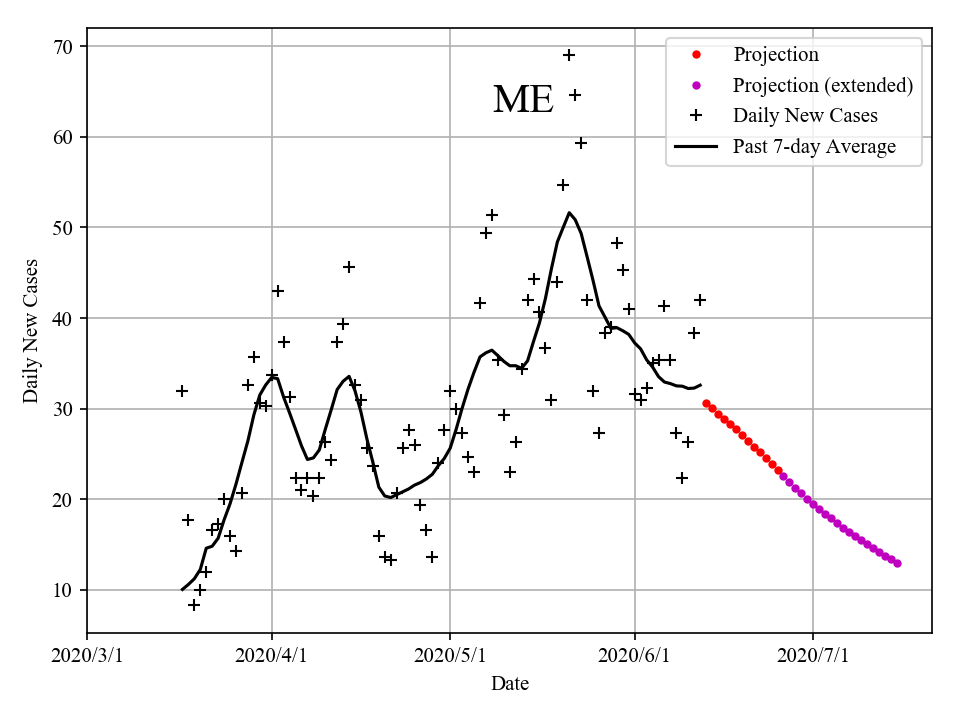 70
60
50
40
30
20
10
Daily New Cases
ME
Projection
Projection (extended)
Daily New Cases
Past 7-day Average
2020/3/1
2020/4/1
2020/5/1
2020/6/1
2020/7/1
Date